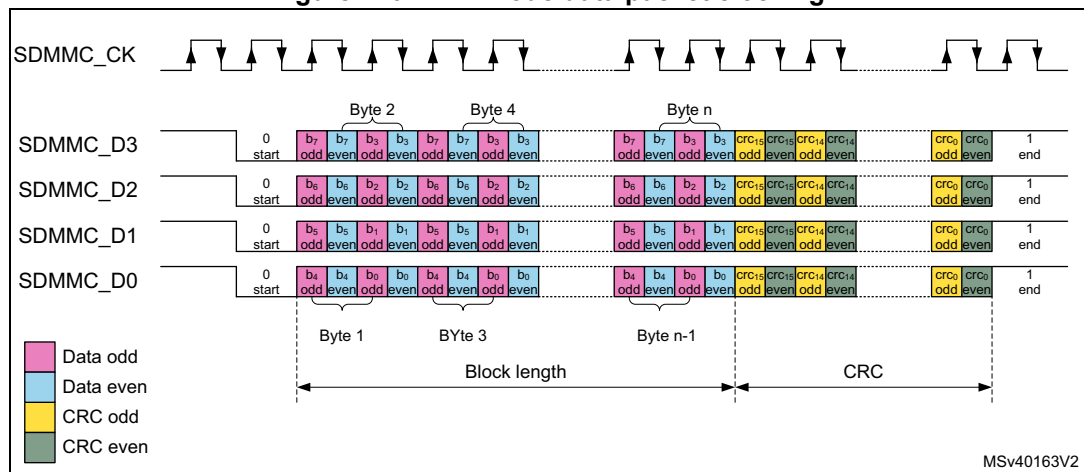 SDMMC_CK
Byte 2 Byte 4 Byte n
SDMMC_D3 0 start b7 odd b7 even b3 odd b3 even b7 odd b7 even b3 odd b3 even b7 odd b7 even b3 odd b3 even crc15 odd crc15 even crc14 odd crc14 even crc0 odd crc0 even 1 end
SDMMC_D2 0 start b6 odd b6 even b2 odd b2 even b6 odd b6 even b2 odd b2 even b6 odd b6 even b2 odd b2 even crc15 odd crc15 even crc14 odd crc14 even crc0 odd crc0 even 1 end
SDMMC_D1 0 start b5 odd b5 even b1 odd b1 even b5 odd b5 even b1 odd b1 even b5 odd b5 even b1 odd b1 even crc15 odd crc15 even crc14 odd crc14 even crc0 odd crc0 even 1 end
SDMMC_D0 0 start b4 odd b4 even b0 odd b0 even b4 odd b4 even b0 odd b0 even b4 odd b4 even b0 odd b0 even crc15 odd crc15 even crc14 odd crc14 even crc0 odd crc0 even 1 end
Byte 1 BYte 3 Byte n-1
Block length CRC
Data odd
Data even
CRC odd
CRC even
MSv40163V2